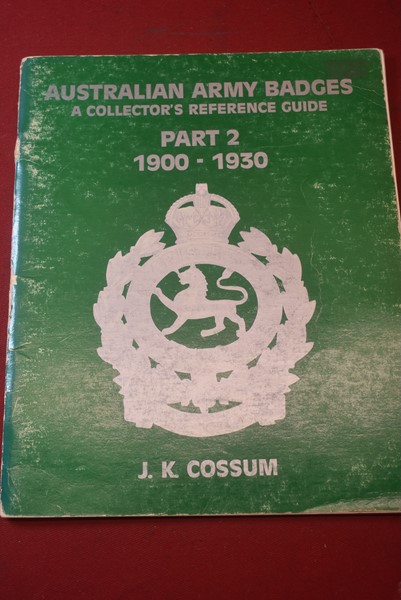 AUSTRALIAN ARMY BADGES
A COLLECTOR'S REFERENCE GUIDE
PART 2
1900 - 1930
J. K. COSSUM